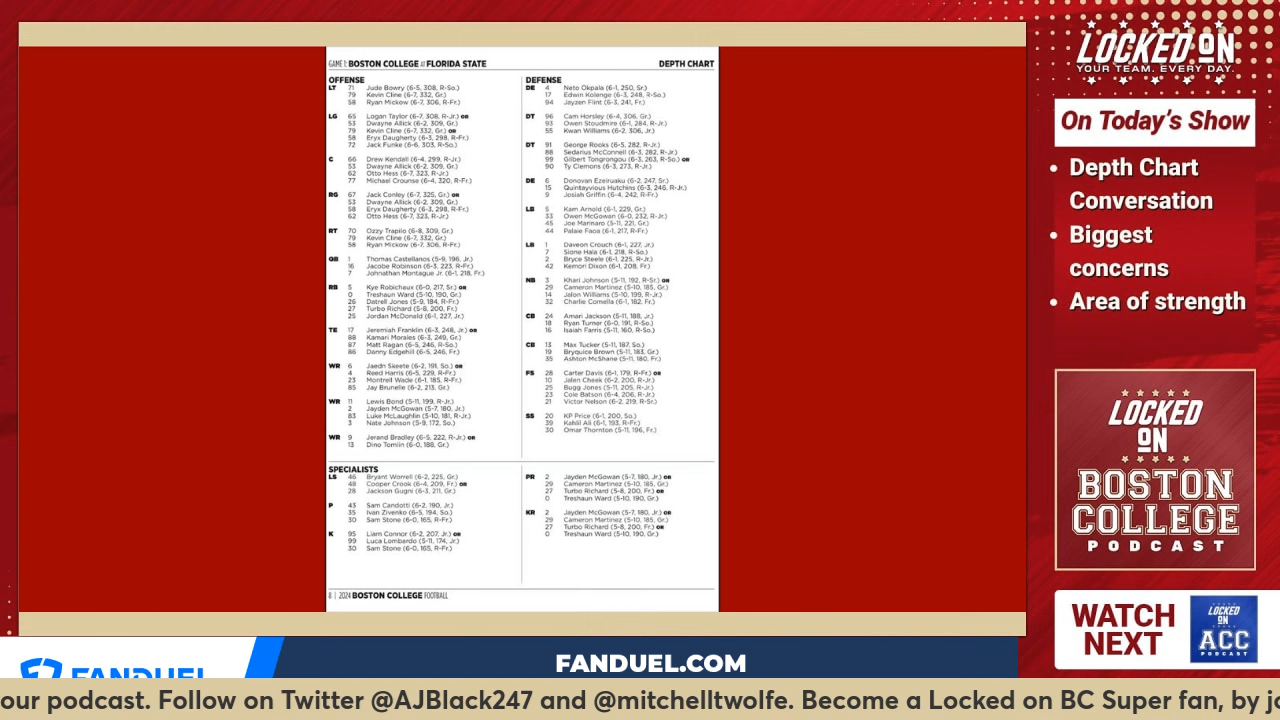 GAME 1: BOSTON COLLEGE at FLORIDA STATE
DEPTH CHART
OFFENSE
LT 71 Jude Bowry (6-5, 308, R-So.)
79 Kevin Cline (6-7, 332, Gr.)
58 Ryan Mickow (6-7, 306, R-Fr.)
LG 65 Logan Taylor (6-7, 308, R-Jr.) OR
53 Dwayne Allick (6-2, 309, Gr.)
79 Kevin Cline (6-7, 332, Gr.) OR
58 Eryx Daugherty (6-3, 298, R-Fr.)
72 Jack Funke (6-6, 303, R-So.)
C 66 Drew Kendall (6-4, 299, R-Jr.)
53 Dwayne Allick (6-2, 309, Gr.)
62 Otto Hess (6-7, 323, R-Jr.)
77 Michael Crounse (6-4, 320, R-Fr.)
RG 67 Jack Conley (6-7, 325, Gr.) OR
53 Dwayne Allick (6-2, 309, Gr.)
58 Eryx Daugherty (6-3, 298, R-Fr.)
62 Otto Hess (6-7, 323, R-Jr.)
RT 70 Ozzy Trapilo (6-8, 309, Gr.)
79 Kevin Cline (6-7, 332, Gr.)
58 Ryan Mickow (6-7, 306, R-Fr.)
QB 1 Thomas Castellanos (5-9, 196, Jr.)
16 Jacobe Robinson (6-3, 223, R-Fr.)
7 Johnathan Montague Jr. (6-1, 218, Fr.)
RB 5 Kye Robichaux (6-0, 217, Sr.) OR
0 Treshaun Ward (5-10, 190, Gr.)
26 Datrell Jones (5-9, 184, R-Fr.)
27 Turbo Richard (5-8, 200, Fr.)
25 Jordan McDonald (6-1, 227, Jr.)
TE 17 Jeremiah Franklin (6-3, 248, Jr.) OR
88 Kamari Morales (6-3, 249, Gr.)
87 Matt Ragan (6-5, 246, R-So.)
86 Danny Edgehill (6-5, 246, Fr.)
WR 6 Jaedn Skeete (6-2, 191, So.) OR
4 Reed Harris (6-5, 229, R-Fr.)
23 Montrell Wade (6-1, 185, R-Fr.)
85 Jay Brunelle (6-2, 213, Gr.)
WR 11 Lewis Bond (5-11, 199, R-Jr.)
2 Jayden McGowan (5-7, 180, Jr.)
83 Luke McLaughlin (5-10, 181, R-Jr.)
3 Nate Johnson (5-9, 172, So.)
WR 9 Jerand Bradley (6-5, 222, R-Jr.) OR
13 Dino Tomlin (6-0, 188, Gr.)
DEFENSE
DE 4 Neto Okpala (6-1, 250, Sr.)
17 Edwin Kolenge (6-3, 248, R-So.)
94 Jayzen Flint (6-3, 241, Fr.)
DT 96 Cam Horsley (6-4, 306, Gr.)
93 Owen Stoudmire (6-1, 284, R-Jr.)
55 Kwan Williams (6-2, 306, Jr.)
DT 91 George Rooks (6-5, 282, R-Jr.)
88 Sedarius McConnell (6-3, 282, R-Jr.)
99 Gilbert Tongrongou (6-3, 263, R-So.) OR
90 Ty Clemons (6-3, 273, R-Jr.)
DE 6 Donovan Ezeiruaku (6-2, 247, Sr.)
15 Quintayvious Hutchins (6-3, 246, R-Jr.)
9 Josiah Griffin (6-4, 242, R-Fr.)
LB 5 Kam Arnold (6-1, 229, Gr.)
33 Owen McGowan (6-0, 232, R-Jr.)
45 Joe Marinaro (5-11, 221, Gr.)
44 Palaie Faoa (6-1, 217, R-Fr.)
LB 1 Daveon Crouch (6-1, 227, Jr.)
7 Sione Hala (6-1, 218, R-So.)
2 Bryce Steele (6-1, 225, R-Jr.)
42 Kemori Dixon (6-1, 208, Fr.)
NB 3 Khari Johnson (5-11, 192, R-Sr.) OR
29 Cameron Martinez (5-10, 185, Gr.)
14 Jalon Williams (5-10, 199, R-Jr.)
32 Charlie Comella (6-1, 182, Fr.)
CB 24 Amari Jackson (5-11, 188, Jr.)
18 Ryan Turner (6-0, 191, R-So.)
16 Isaiah Farris (5-11, 160, R-So.)
CB 13 Max Tucker (5-11, 187, So.)
19 Bryquice Brown (5-11, 183, Gr.)
35 Ashton McShane (5-11, 180, Fr.)
FS 28 Carter Davis (6-1, 179, R-Fr.) OR
10 Jalen Cheek (6-2, 200, R-Jr.)
25 Bugg Jones (5-11, 205, R-Jr.)
23 Cole Batson (6-4, 206, R-Jr.)
21 Victor Nelson (6-2, 219, R-Sr.)
SS 20 KP Price (6-1, 200, So.)
39 Kahlil Ali (6-1, 193, R-Fr.)
30 Omar Thornton (5-11, 196, Fr.)
SPECIALISTS
LS 46 Bryant Worrell (6-2, 225, Gr.)
48 Cooper Crook (6-4, 209, Fr.) OR
28 Jackson Gugni (6-3, 211, Gr.)
P 43 Sam Candotti (6-2, 190, Jr.)
35 Ivan Zivenko (6-5, 194, So.)
30 Sam Stone (6-0, 165, R-Fr.)
K 95 Liam Connor (6-2, 207, Jr.) OR
99 Luca Lombardo (5-11, 174, Jr.)
30 Sam Stone (6-0, 165, R-Fr.)
PR 2 Jayden McGowan (5-7, 180, Jr.) OR
29 Cameron Martinez (5-10, 185, Gr.) OR
27 Turbo Richard (5-8, 200, Fr.) OR
0 Treshaun Ward (5-10, 190, Gr.)
KR 2 Jayden McGowan (5-7, 180, Jr.) OR
29 Cameron Martinez (5-10, 185, Gr.) OR
27 Turbo Richard (5-8, 200, Fr.) OR
0 Treshaun Ward (5-10, 190, Gr.)
8 | 2024 BOSTON COLLEGE FOOTBALL
LOCKED ON
YOUR TEAM. EVERY DAY.
On Today's Show
• Depth Chart
Conversation
• Biggest
concerns
• Area of strength
LOCKED
ON
BOSTON
COLLEGE
PODCAST
WATCH
NEXT
LOCKED
ON
ACC
PODCAST
FANDUEL
FANDUEL.COM
our podcast. Follow on Twitter @AJBlack247 and @mitchelltwolfe. Become a Locked on BC Super fan, by jo